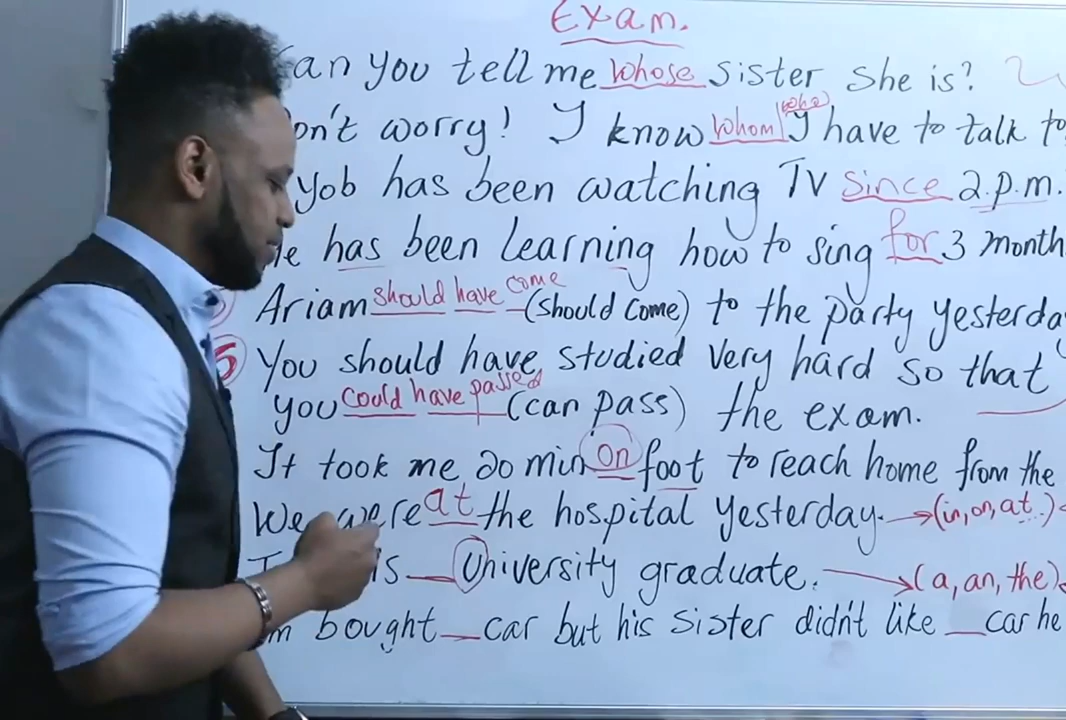 Exam.
an you tell me whose sister she is?
on't worry! I know whom I have to talk to
(who)
yob has been watching TV since 2.p.m.
He has been learning how to sing for 3 month
Ariam should have come (should come) to the party yesterda
5 You should have studied very hard so that
you could have passed (can pass) the exam.
It took me 20 min on foot to reach home from the
We were at the hospital yesterday. → (in, on, at..)
is __ University graduate. → (a, an, the)
m bought __ car but his sister didn't like __ car he